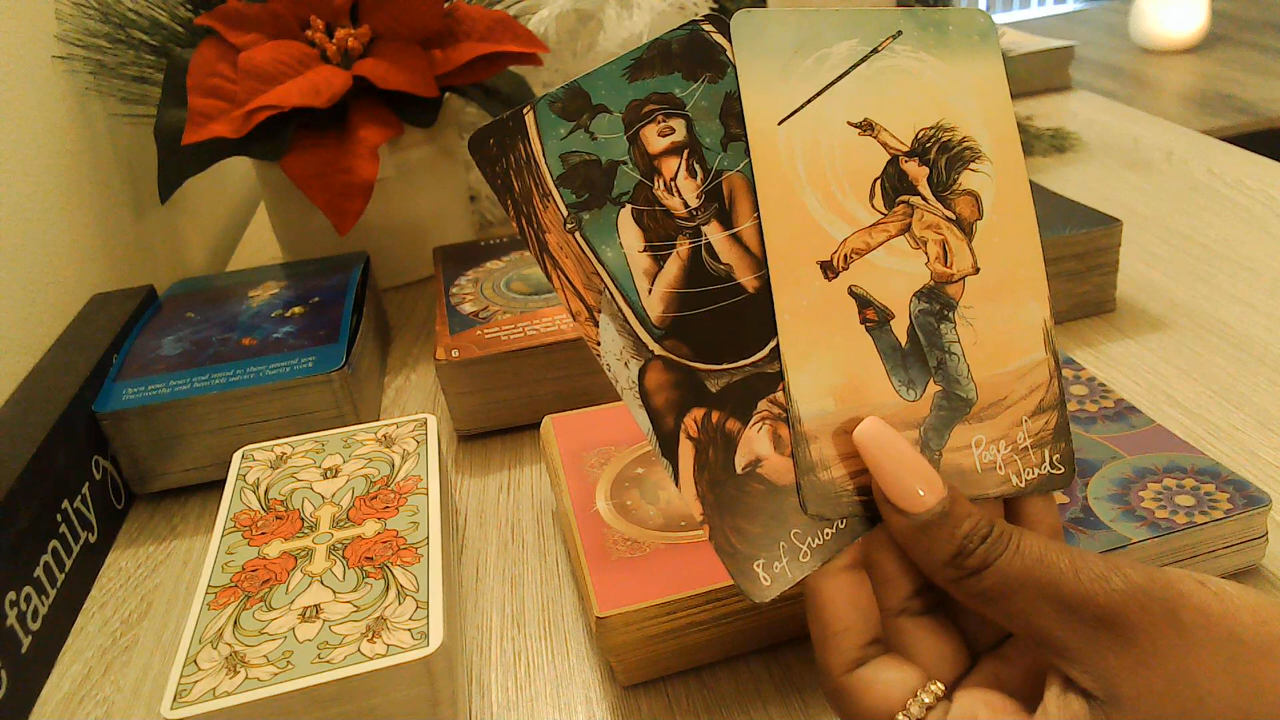 Open your heart and mind to those around you.
Trustworthy and heartfelt advice. Charity work
G
family
8 of Swor
Page of
Wands